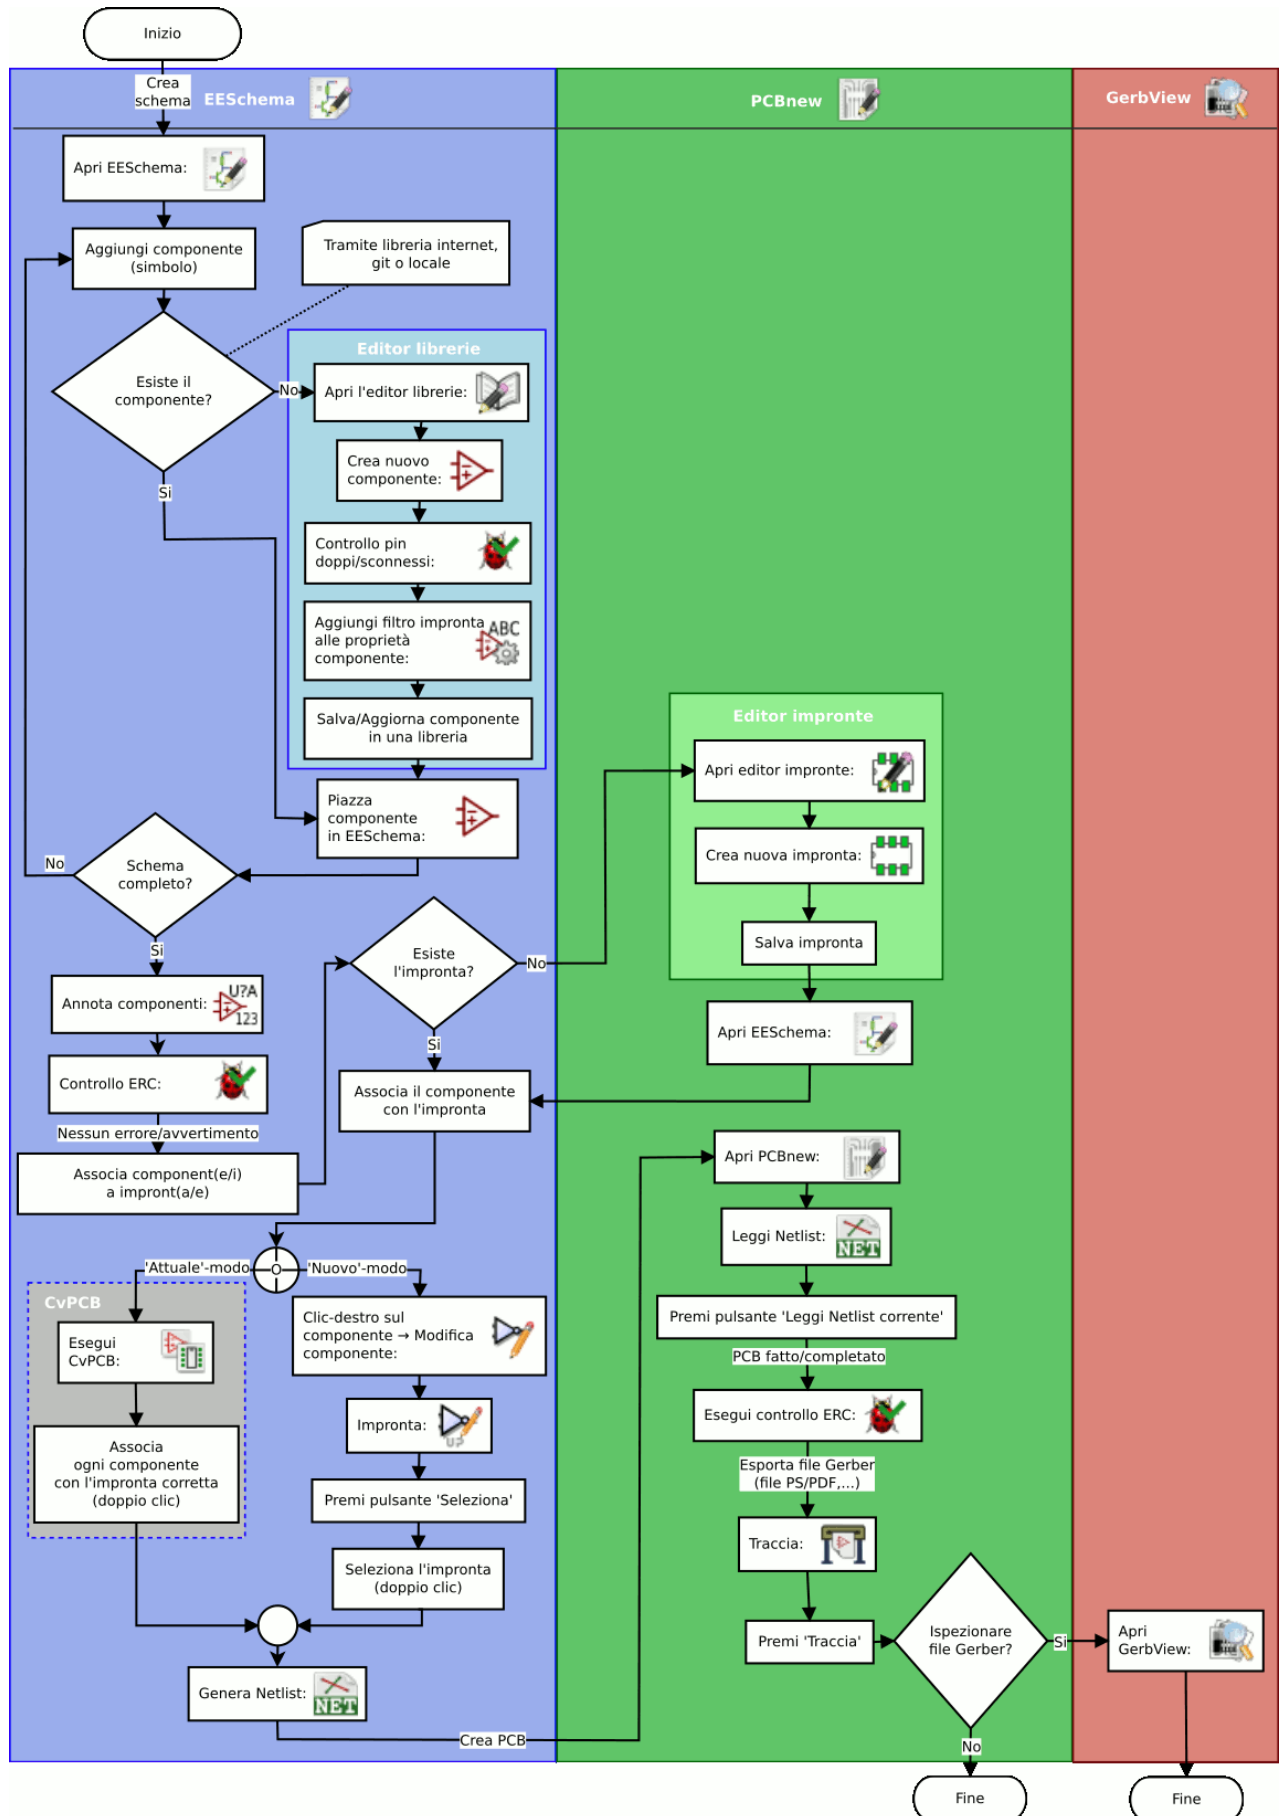 Inizio
Crea
schema
EESchema
PCBnew
GerbView
Apri EESchema:
Aggiungi componente
(simbolo)
Tramite libreria internet,
git o locale
Esiste il
componente?
No
Si
Editor librerie
Apri l'editor librerie:
Crea nuovo
componente:
Controllo pin
doppi/sconnessi:
Aggiungi filtro impronta
alle proprietà
componente:
ABC
Salva/Aggiorna componente
in una libreria
Piazza
componente
in EESchema:
Schema
completo?
No
Si
Annota componenti:
U?A
123
Controllo ERC:
Nessun errore/avvertimento
Associa component(e/i)
a impront(a/e)
Esiste
l'impronta?
No
Si
Editor impronte
Apri editor impronte:
Crea nuova impronta:
Salva impronta
Apri EESchema:
Associa il componente
con l'impronta
'Attuale'-modo
O
'Nuovo'-modo
CvPCB
Esegui
CvPCB:
Associa
ogni componente
con l'impronta corretta
(doppio clic)
Clic-destro sul
componente → Modifica
componente:
Impronta:
Premi pulsante 'Seleziona'
Seleziona l'impronta
(doppio clic)
Genera Netlist:
NET
Crea PCB
Apri PCBnew:
Leggi Netlist:
NET
Premi pulsante 'Leggi Netlist corrente'
PCB fatto/completato
Esegui controllo ERC:
Esporta file Gerber
(file PS/PDF,...)
Traccia:
Premi 'Traccia'
Ispezionare
file Gerber?
Si
No
Apri
GerbView:
Fine
Fine